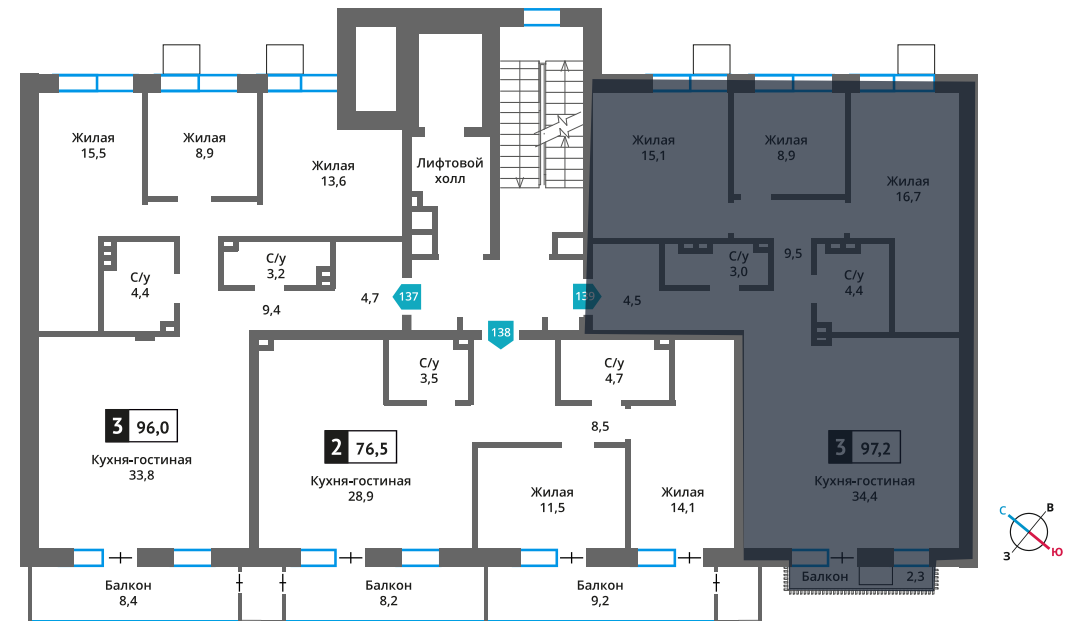 Жилая
15,5
Жилая
8,9
Жилая
13,6
Лифтовой
холл
Жилая
15,1
Жилая
8,9
Жилая
16,7
С/у
4,4
С/у
3,2
9,4
4,7
137
138
139
4,5
С/у
3,0
9,5
С/у
4,4
С/у
3,5
С/у
4,7
8,5
3 96,0
Кухня-гостиная
33,8
2 76,5
Кухня-гостиная
28,9
Жилая
11,5
Жилая
14,1
3 97,2
Кухня-гостиная
34,4
Балкон
8,4
Балкон
8,2
Балкон
9,2
Балкон 2,3
С
В
З
Ю